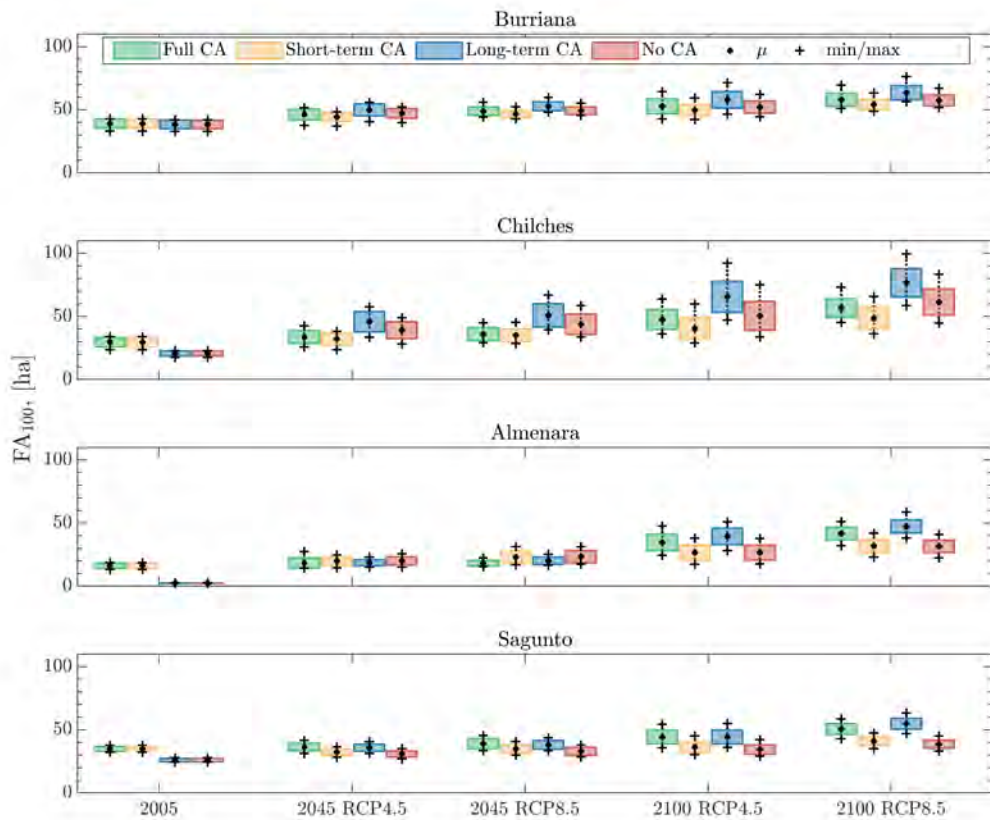 Burriana
100
Full CA Short-term CA Long-term CA No CA μ min/max
50
0
Chilches
100
50
0
FA100, [ha]
Almenara
100
50
0
Sagunto
100
50
0
2005 2045 RCP4.5 2045 RCP8.5 2100 RCP4.5 2100 RCP8.5